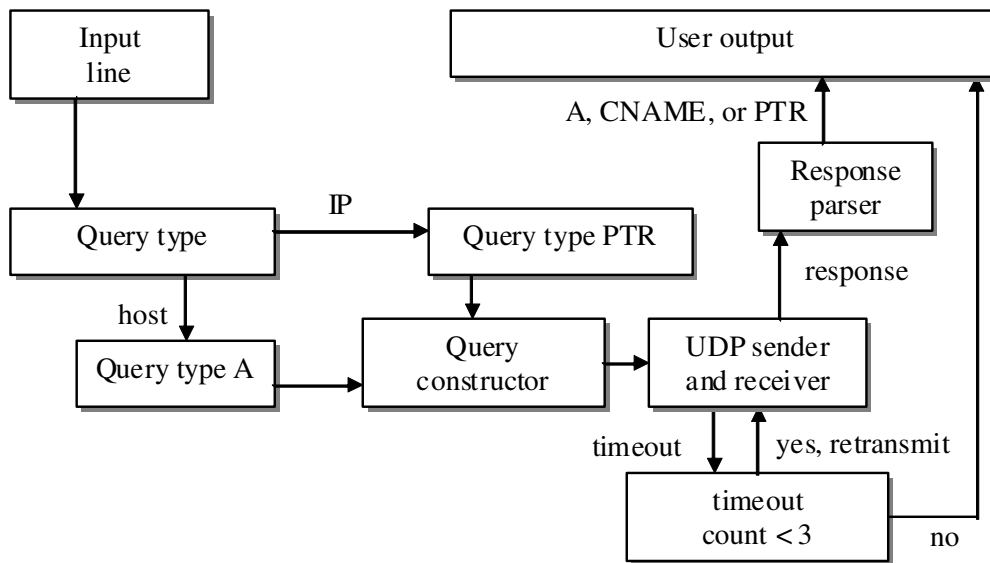 Input
line
User output
A, CNAME, or PTR
Response
parser
IP
Query type
Query type PTR
response
host
Query type A
Query
constructor
UDP sender
and receiver
timeout
yes, retransmit
timeout
count < 3
no